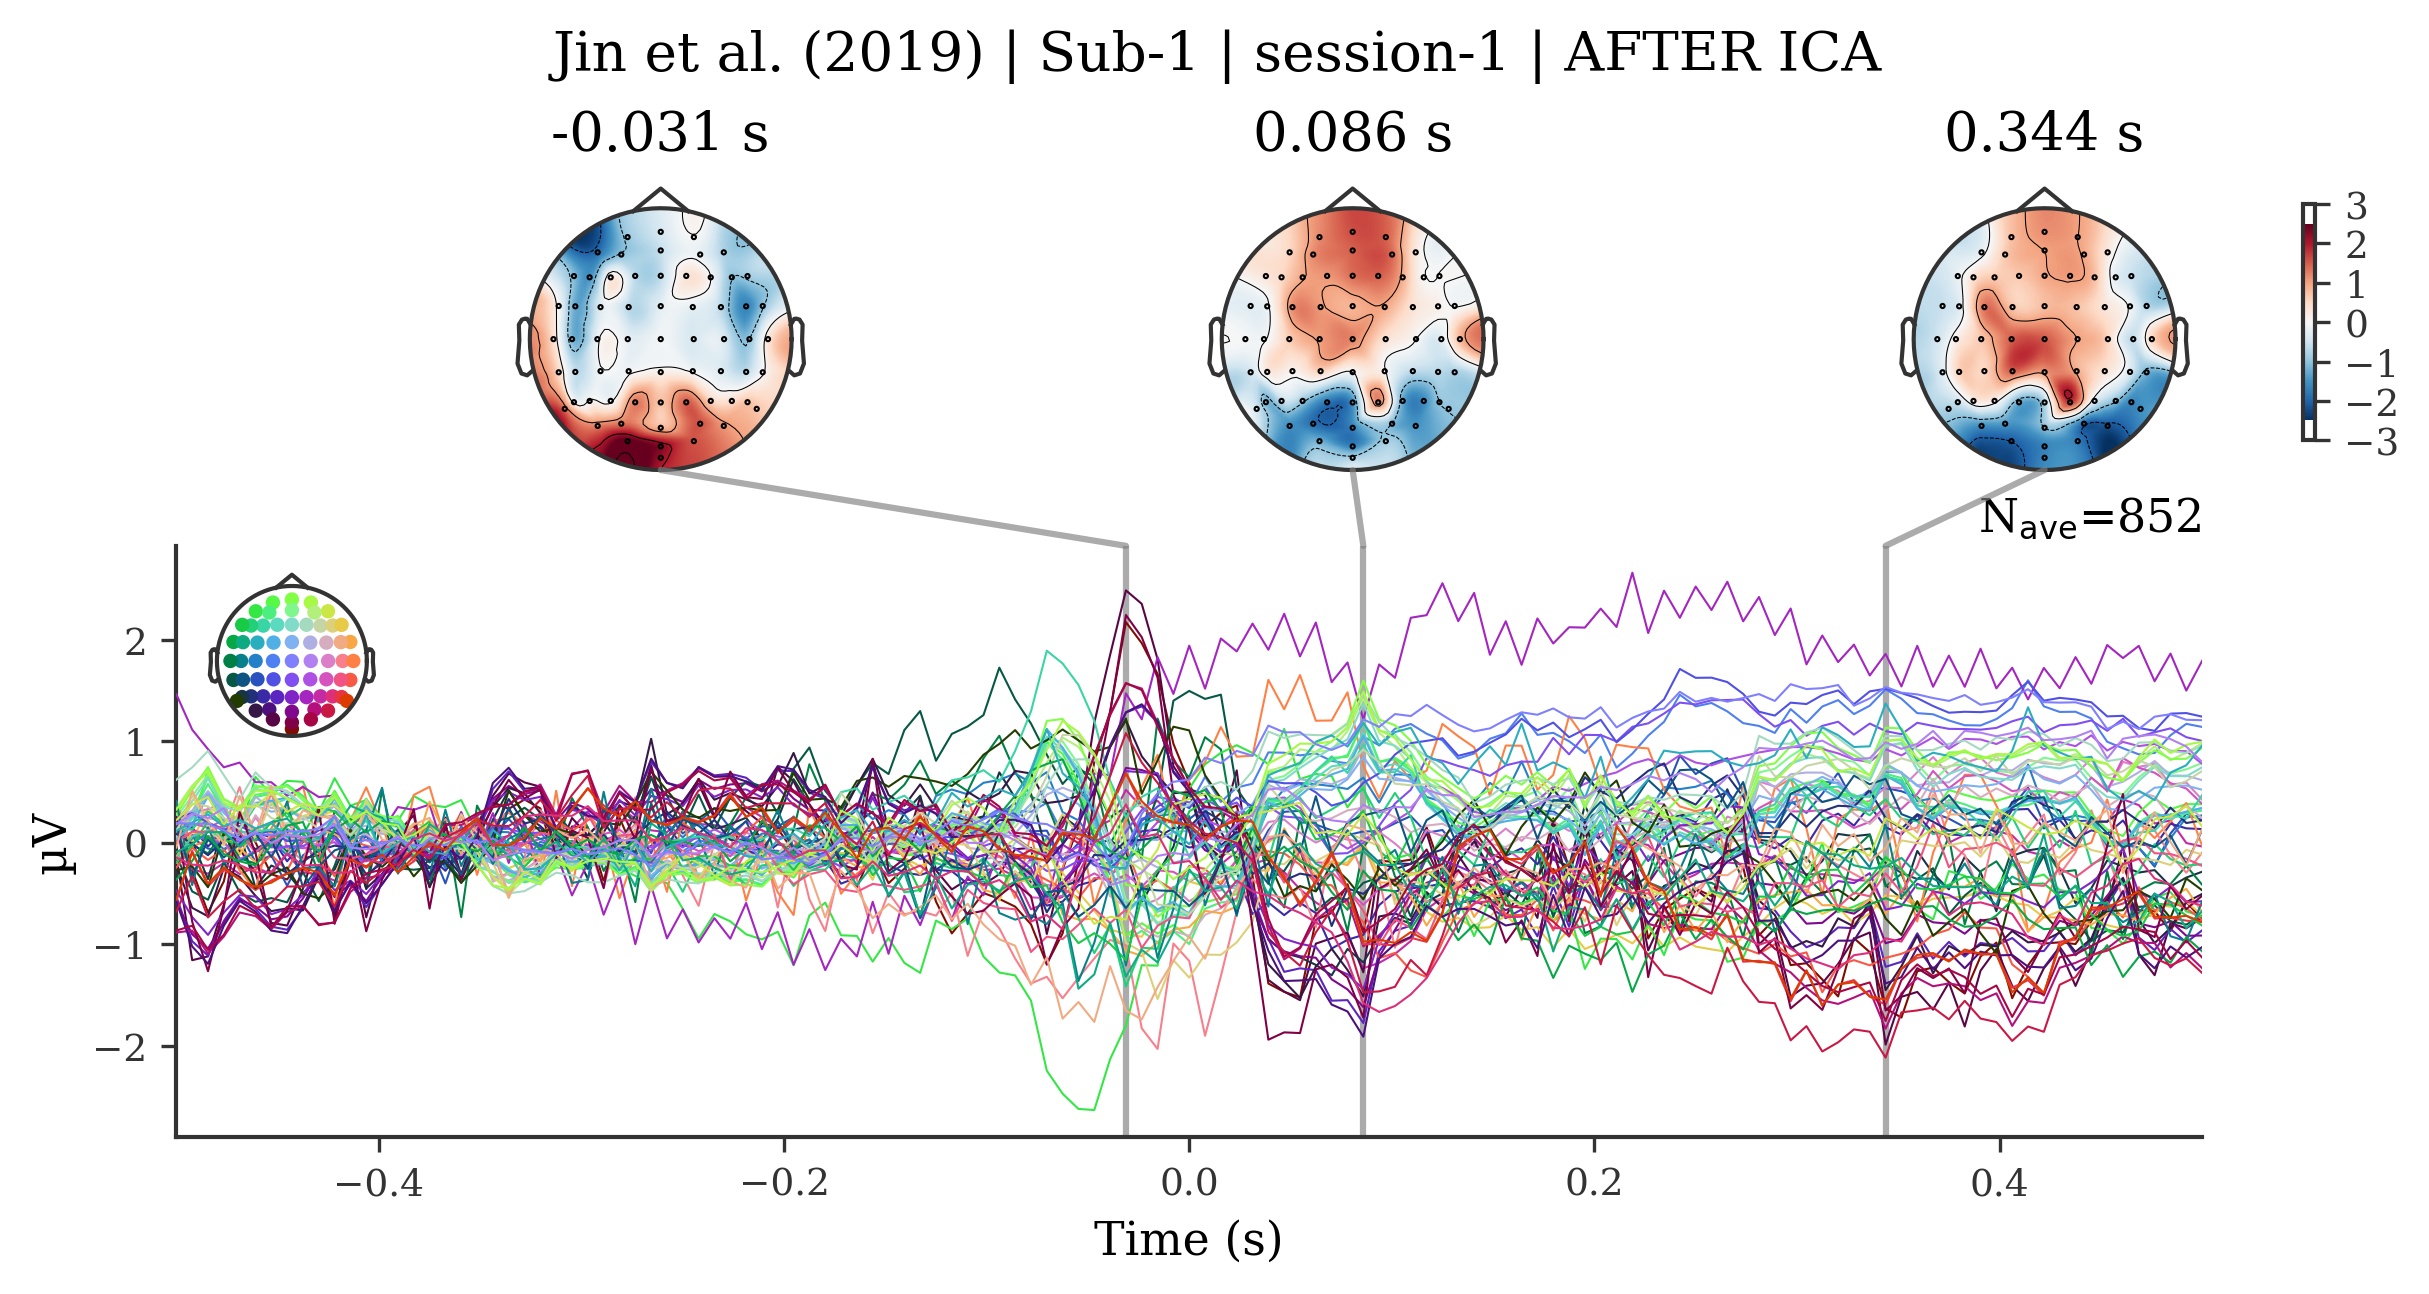 Jin et al. (2019) | Sub-1 | session-1 | AFTER ICA
-0.031 s
0.086 s
0.344 s
3
2
1
0
−1
−2
−3
Nave=852
µV
2
1
0
−1
−2
−0.4
−0.2
0.0
0.2
0.4
Time (s)